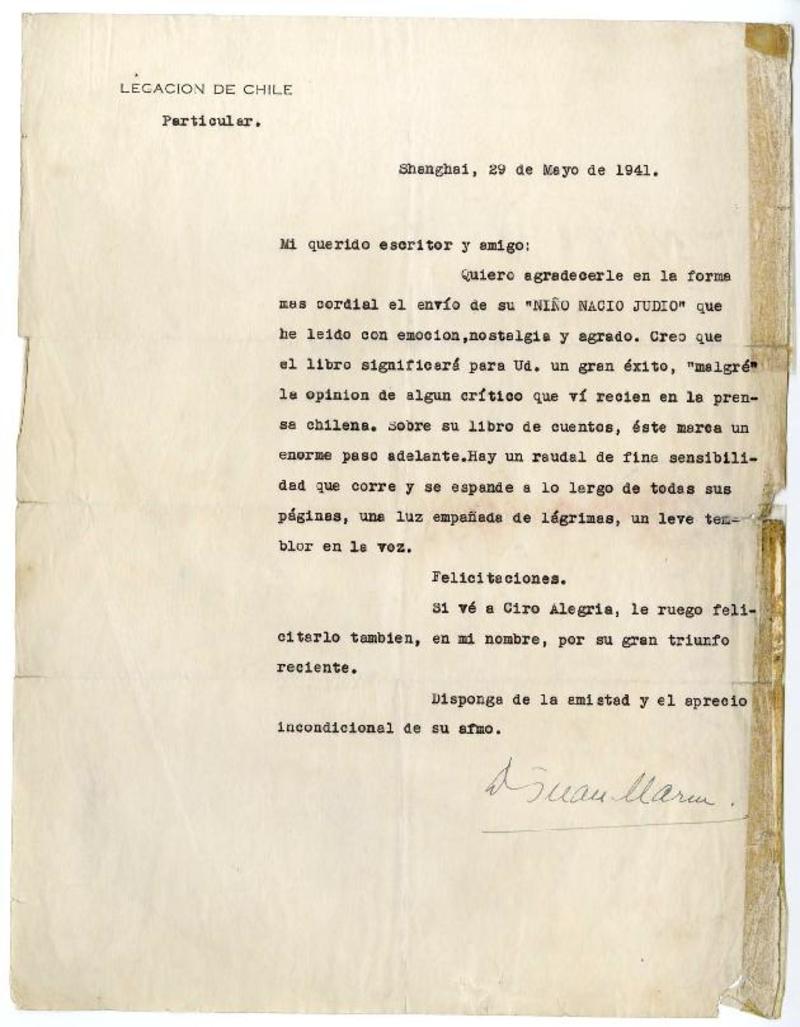 LEGACION DE CHILE
Particular.
Shanghai, 29 de Mayo de 1941.
Mi querido escritor y amigo:
Quiero agradecerle en la forma
mas cordial el envío de su "NIÑO NACIO JUDIO" que
he leido con emocion,nostalgia y agrado. Creo que
el libro significará para Ud. un gran éxito, "malgré"
la opinion de algun crítico que ví recien en la pren-
sa chilena. Sobre su libro de cuentos, éste marca un
enorme paso adelante.Hay un raudal de fina sensibili-
dad que corre y se espande a lo largo de todas sus
páginas, una luz empañada de lágrimas, un leve tem-
blor en la voz.
Felicitaciones.
Si vé a Ciro Alegria, le ruego feli-
citarlo tambien, en mi nombre, por su gran triunfo
reciente.
Disponga de la amistad y el aprecio
incondicional de su afmo.
D Juan Marin.